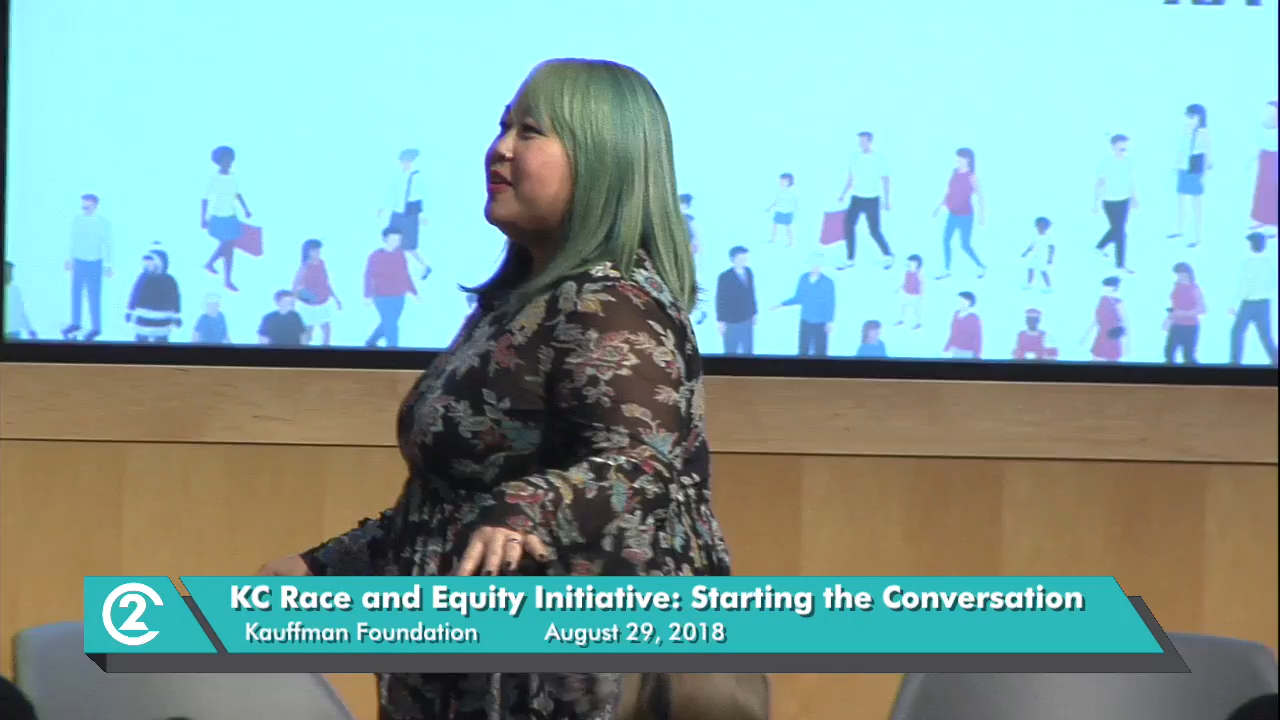 2
KC Race and Equity Initiative: Starting the Conversation
Kauffman Foundation August 29, 2018